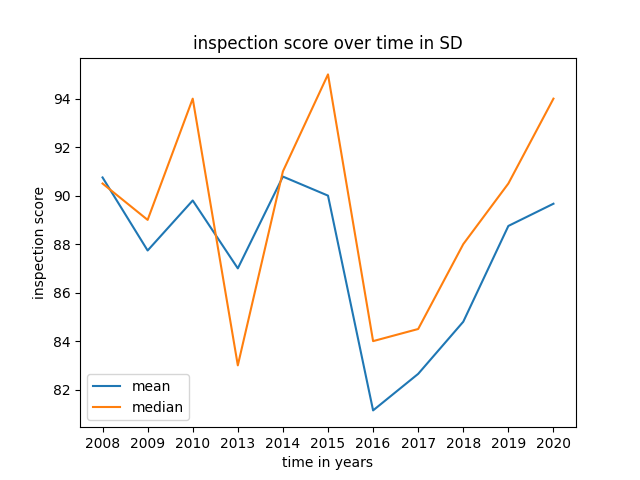 inspection score over time in SD
inspection score
94
92
90
88
86
84
82
mean
median
2008 2009 2010 2013 2014 2015 2016 2017 2018 2019 2020
time in years